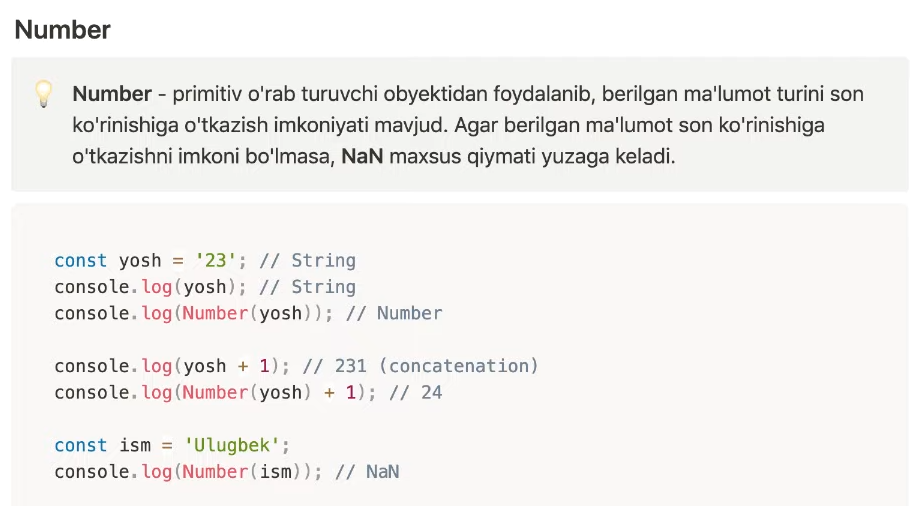 Number
Number - primitiv o'rab turuvchi obyektidan foydalanib, berilgan ma'lumot turini son
ko'rinishiga o'tkazish imkoniyati mavjud. Agar berilgan ma'lumot son ko'rinishiga
o'tkazishni imkoni bo'lmasa, NaN maxsus qiymati yuzaga keladi.
const yosh = '23'; // String
console.log(yosh); // String
console.log(Number(yosh)); // Number
console.log(yosh + 1); // 231 (concatenation)
console.log(Number(yosh) + 1); // 24
const ism = 'Ulugbek';
console.log(Number(ism)); // NaN